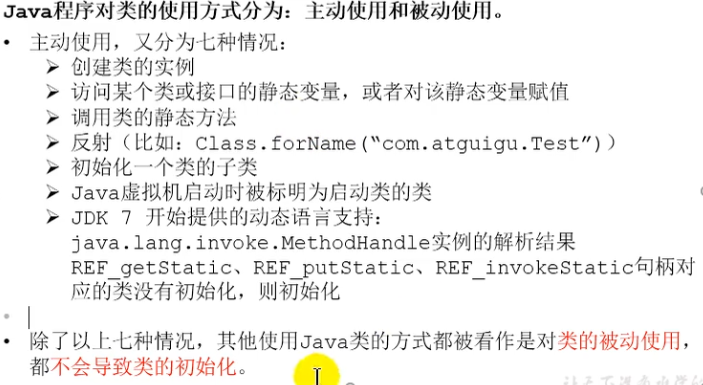 Java程序对类的使用方式分为：主动使用和被动使用。
• 主动使用，又分为七种情况：
➢ 创建类的实例
➢ 访问某个类或接口的静态变量，或者对该静态变量赋值
➢ 调用类的静态方法
➢ 反射（比如：Class.forName(“com.atguigu.Test”)）
➢ 初始化一个类的子类
➢ Java虚拟机启动时被标明为启动类的类
➢ JDK 7 开始提供的动态语言支持：
java.lang.invoke.MethodHandle实例的解析结果
REF_getStatic、REF_putStatic、REF_invokeStatic句柄对
应的类没有初始化，则初始化
• 除了以上七种情况，其他使用Java类的方式都被看作是对类的被动使用，
都不会导致类的初始化。